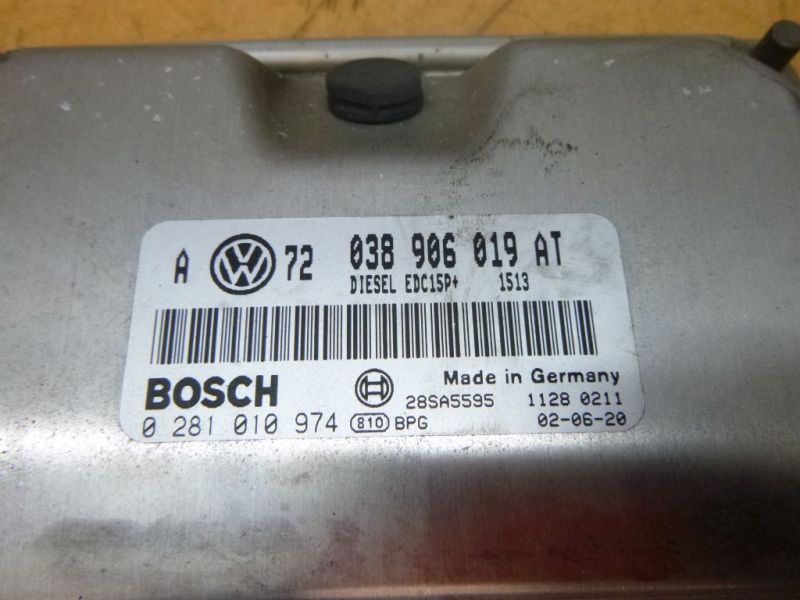 A VW 72 038 906 019 AT
DIESEL EDC15P+ 1513
BOSCH Made in Germany
28SA5595 1128 0211
0 281 010 974 810 BPG 02-06-20